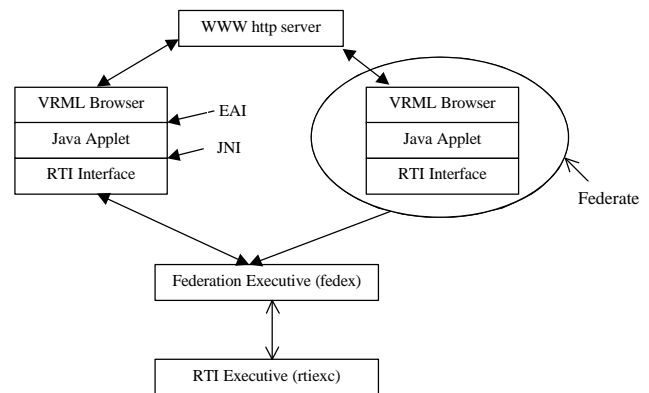 WWW http server
VRML Browser
Java Applet
RTI Interface
EAI
JNI
VRML Browser
Java Applet
RTI Interface
Federate
Federation Executive (fedex)
RTI Executive (rtiexc)